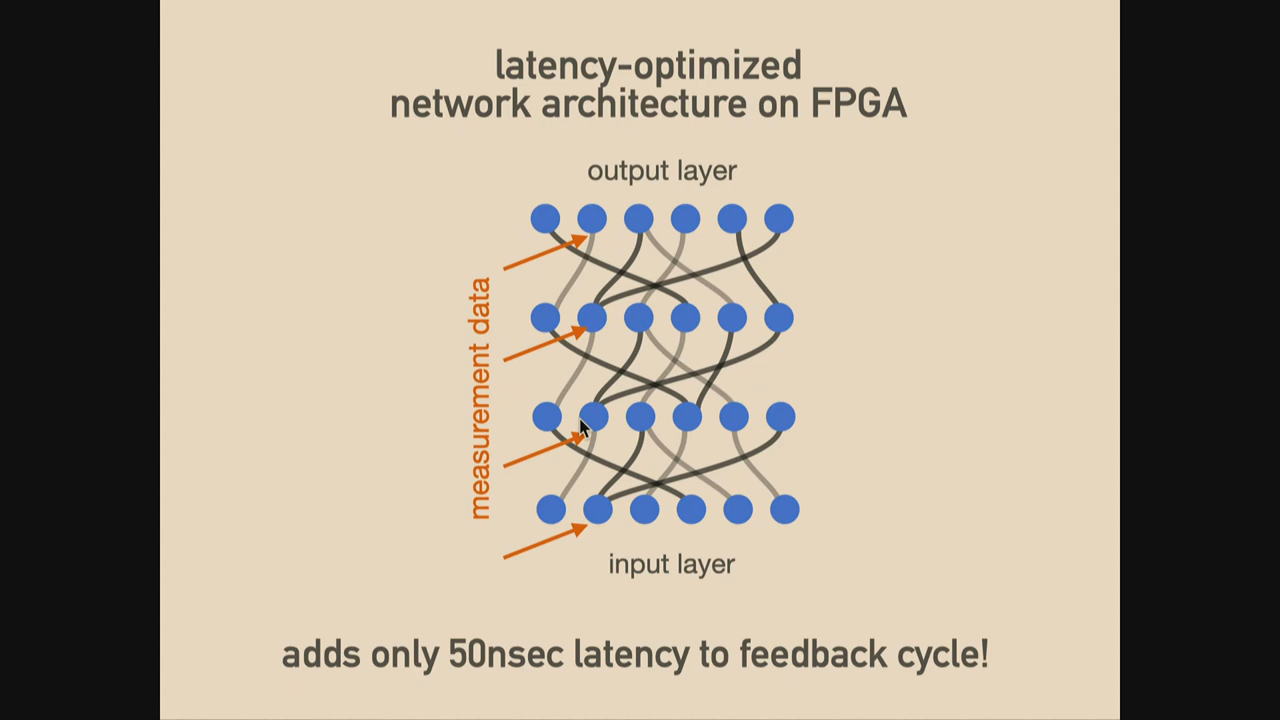 latency-optimized
network architecture on FPGA
output layer
measurement data
input layer
adds only 50nsec latency to feedback cycle!